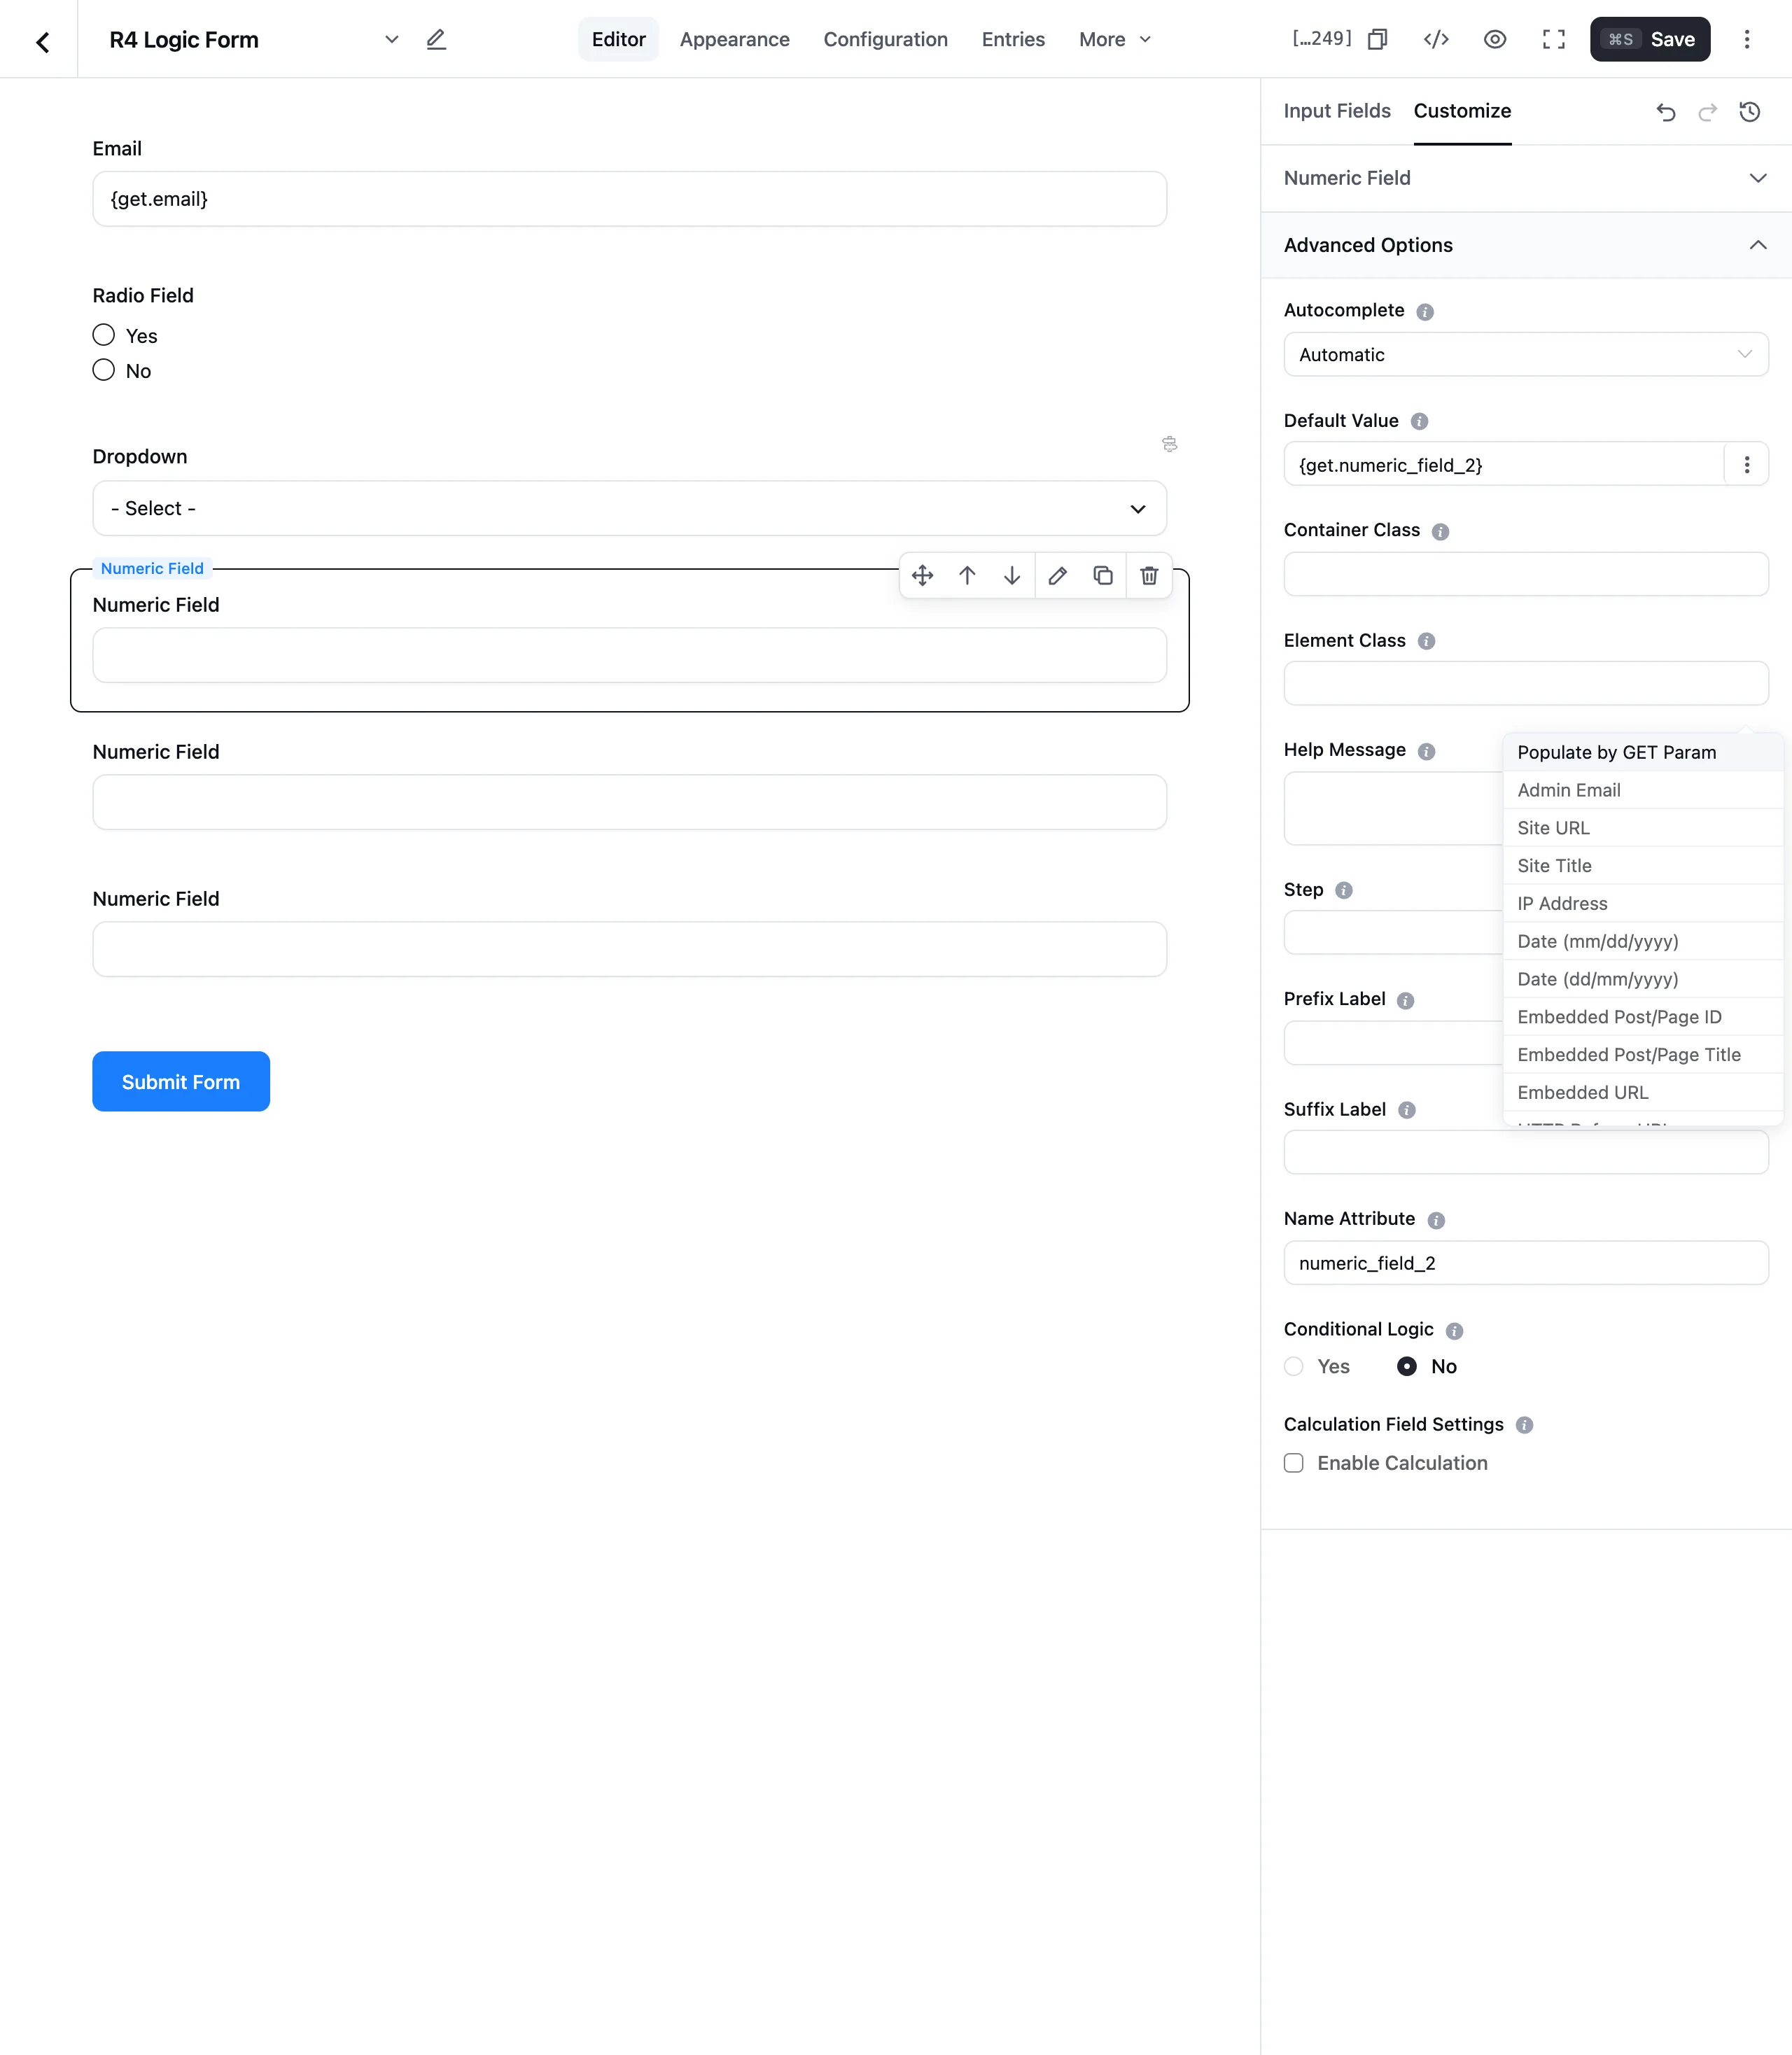 R4 Logic Form
Editor
Appearance
Configuration
Entries
More
[…249]
⌘S Save
Input Fields
Customize
Email
{get.email}
Radio Field
Yes
No
Dropdown
- Select -
Numeric Field
Numeric Field
Numeric Field
Numeric Field
Submit Form
Numeric Field
Advanced Options
Autocomplete
Automatic
Default Value
{get.numeric_field_2}
Container Class
Element Class
Help Message
Populate by GET Param
Admin Email
Site URL
Site Title
IP Address
Date (mm/dd/yyyy)
Date (dd/mm/yyyy)
Embedded Post/Page ID
Embedded Post/Page Title
Embedded URL
Step
Prefix Label
Suffix Label
Name Attribute
numeric_field_2
Conditional Logic
Yes
No
Calculation Field Settings
Enable Calculation